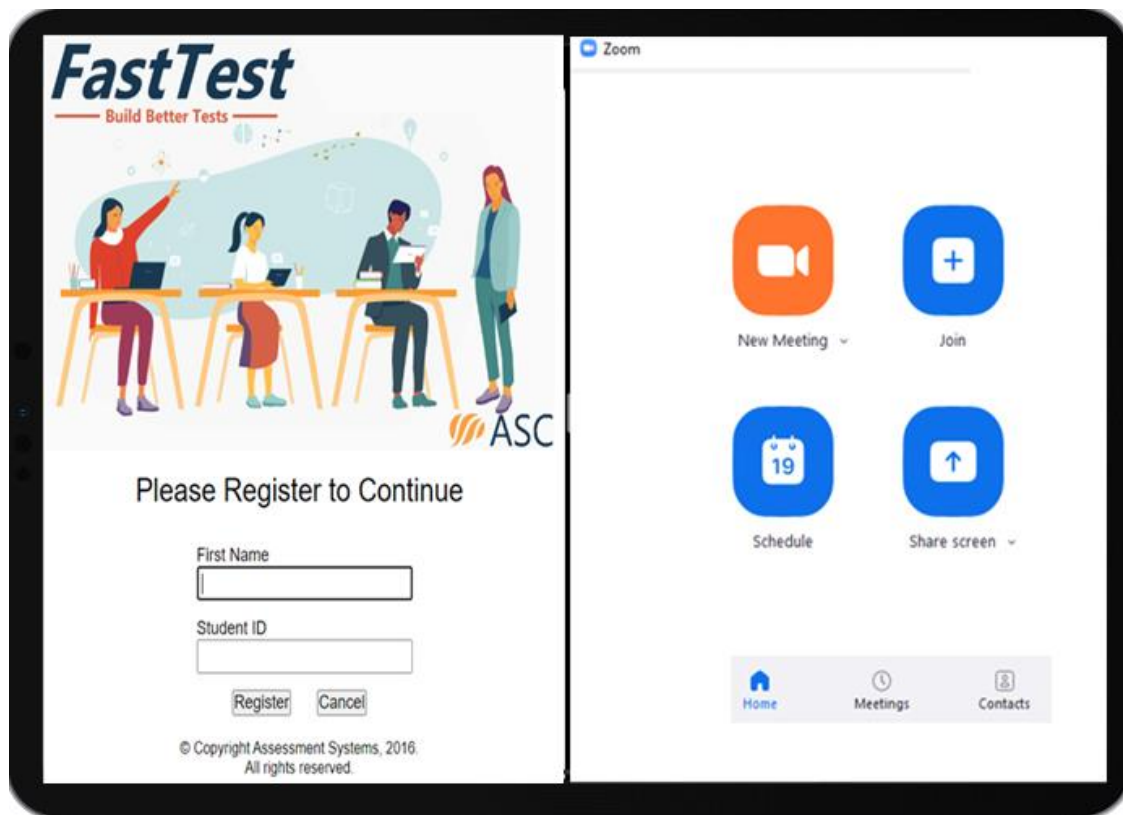 FastTest
Build Better Tests
ASC
Please Register to Continue
First Name
Student ID
Register Cancel
© Copyright Assessment Systems, 2016.
All rights reserved.
Zoom
New Meeting
Join
19
Schedule
Share screen
Home
Meetings
Contacts